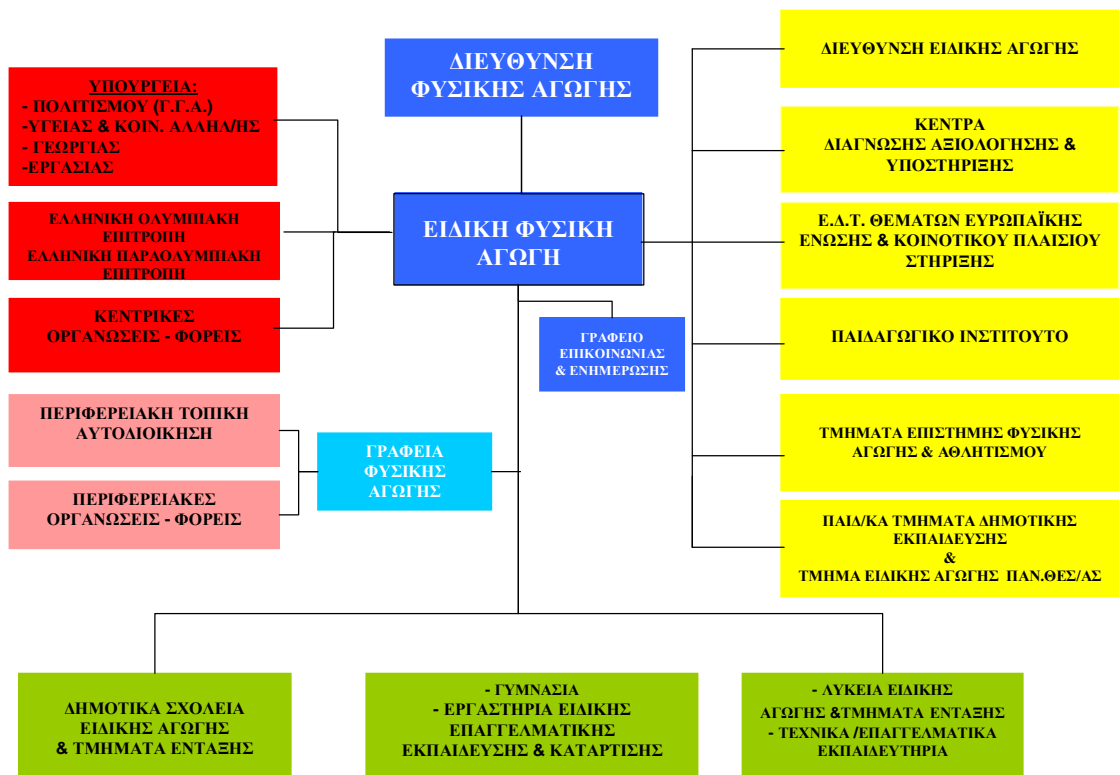 ΔΙΕΥΘΥΝΣΗ
ΦΥΣΙΚΗΣ ΑΓΩΓΗΣ
ΥΠΟΥΡΓΕΙΑ:
- ΠΟΛΙΤΙΣΜΟΥ (Γ.Γ.Α.)
-ΥΓΕΙΑΣ & ΚΟΙΝ. ΑΛΛΗΛ/ΗΣ
- ΓΕΩΡΓΙΑΣ
-ΕΡΓΑΣΙΑΣ
ΕΛΛΗΝΙΚΗ ΟΛΥΜΠΙΑΚΗ
ΕΠΙΤΡΟΠΗ
ΕΛΛΗΝΙΚΗ ΠΑΡΑΟΛΥΜΠΙΑΚΗ
ΕΠΙΤΡΟΠΗ
ΚΕΝΤΡΙΚΕΣ
ΟΡΓΑΝΩΣΕΙΣ - ΦΟΡΕΙΣ
ΕΙΔΙΚΗ ΦΥΣΙΚΗ
ΑΓΩΓΗ
ΓΡΑΦΕΙΟ
ΕΠΙΚΟΙΝΩΝΙΑΣ
& ΕΝΗΜΕΡΩΣΗΣ
ΠΕΡΙΦΕΡΕΙΑΚΗ ΤΟΠΙΚΗ
ΑΥΤΟΔΙΟΙΚΗΣΗ
ΠΕΡΙΦΕΡΕΙΑΚΕΣ
ΟΡΓΑΝΩΣΕΙΣ - ΦΟΡΕΙΣ
ΓΡΑΦΕΙΑ
ΦΥΣΙΚΗΣ
ΑΓΩΓΗΣ
ΔΙΕΥΘΥΝΣΗ ΕΙΔΙΚΗΣ ΑΓΩΓΗΣ
ΚΕΝΤΡΑ
ΔΙΑΓΝΩΣΗΣ ΑΞΙΟΛΟΓΗΣΗΣ &
ΥΠΟΣΤΗΡΙΞΗΣ
Ε.Δ.Τ. ΘΕΜΑΤΩΝ ΕΥΡΩΠΑΪΚΗΣ
ΕΝΩΣΗΣ & ΚΟΙΝΟΤΙΚΟΥ ΠΛΑΙΣΙΟΥ
ΣΤΗΡΙΞΗΣ
ΠΑΙΔΑΓΩΓΙΚΟ ΙΝΣΤΙΤΟΥΤΟ
ΤΜΗΜΑΤΑ ΕΠΙΣΤΗΜΗΣ ΦΥΣΙΚΗΣ
ΑΓΩΓΗΣ & ΑΘΛΗΤΙΣΜΟΥ
ΠΑΙΔ/ΚΑ ΤΜΗΜΑΤΑ ΔΗΜΟΤΙΚΗΣ
ΕΚΠΑΙΔΕΥΣΗΣ
&
ΤΜΗΜΑ ΕΙΔΙΚΗΣ ΑΓΩΓΗΣ ΠΑΝ.ΘΕΣ/ΑΣ
ΔΗΜΟΤΙΚΑ ΣΧΟΛΕΙΑ
ΕΙΔΙΚΗΣ ΑΓΩΓΗΣ
& ΤΜΗΜΑΤΑ ΕΝΤΑΞΗΣ
- ΓΥΜΝΑΣΙΑ
- ΕΡΓΑΣΤΗΡΙΑ ΕΙΔΙΚΗΣ
ΕΠΑΓΓΕΛΜΑΤΙΚΗΣ
ΕΚΠΑΙΔΕΥΣΗΣ & ΚΑΤΑΡΤΙΣΗΣ
- ΛΥΚΕΙΑ ΕΙΔΙΚΗΣ
ΑΓΩΓΗΣ &ΤΜΗΜΑΤΑ ΕΝΤΑΞΗΣ
- ΤΕΧΝΙΚΑ /ΕΠΑΓΓΕΛΜΑΤΙΚΑ
ΕΚΠΑΙΔΕΥΤΗΡΙΑ